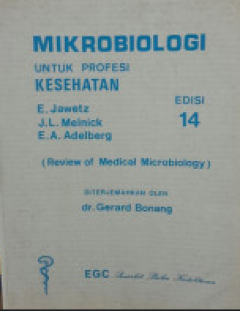 MIKROBIOLOGI
UNTUK PROFESI
KESEHATAN
E. Jawetz
J.L. Melnick
E.A. Adelberg
EDISI
14
(Review of Medical Microbiology)
DITERJEMAHKAN OLEH
dr. Gerard Bonang
EGC